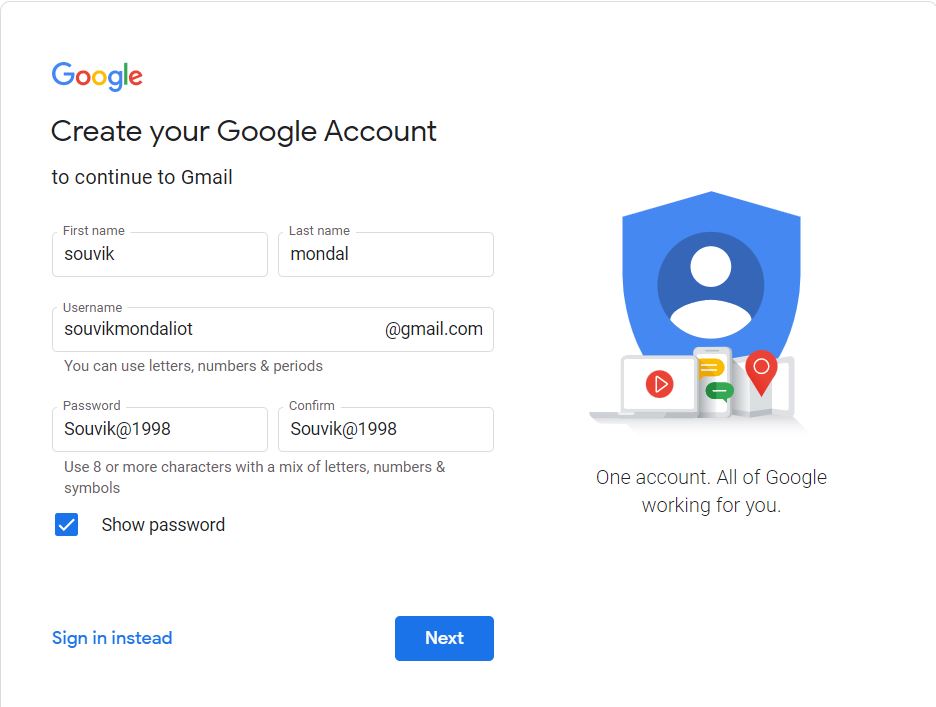 Google
Create your Google Account
to continue to Gmail
First name
souvik
Last name
mondal
Username
souvikmondaliot @gmail.com
You can use letters, numbers & periods
Password
Souvik@1998
Confirm
Souvik@1998
Use 8 or more characters with a mix of letters, numbers &
symbols
Show password
Sign in instead
Next
One account. All of Google
working for you.